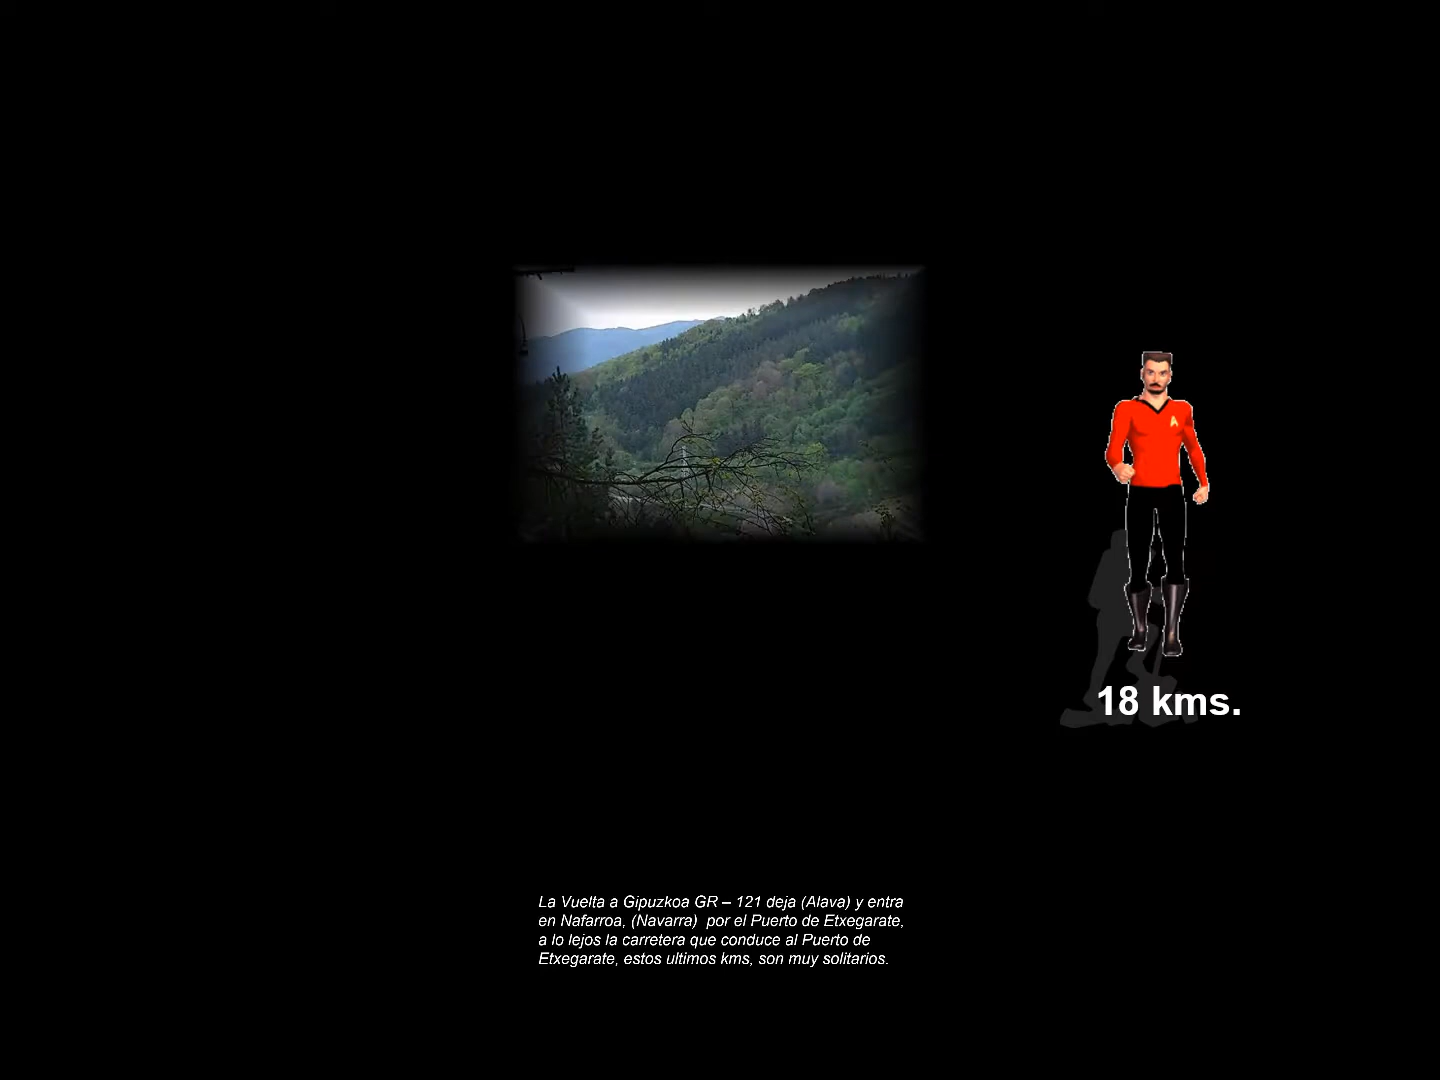 18 kms.
La Vuelta a Gipuzkoa GR – 121 deja (Alava) y entra
en Nafarroa, (Navarra)  por el Puerto de Etxegarate,
a lo lejos la carretera que conduce al Puerto de
Etxegarate, estos ultimos kms, son muy solitarios.